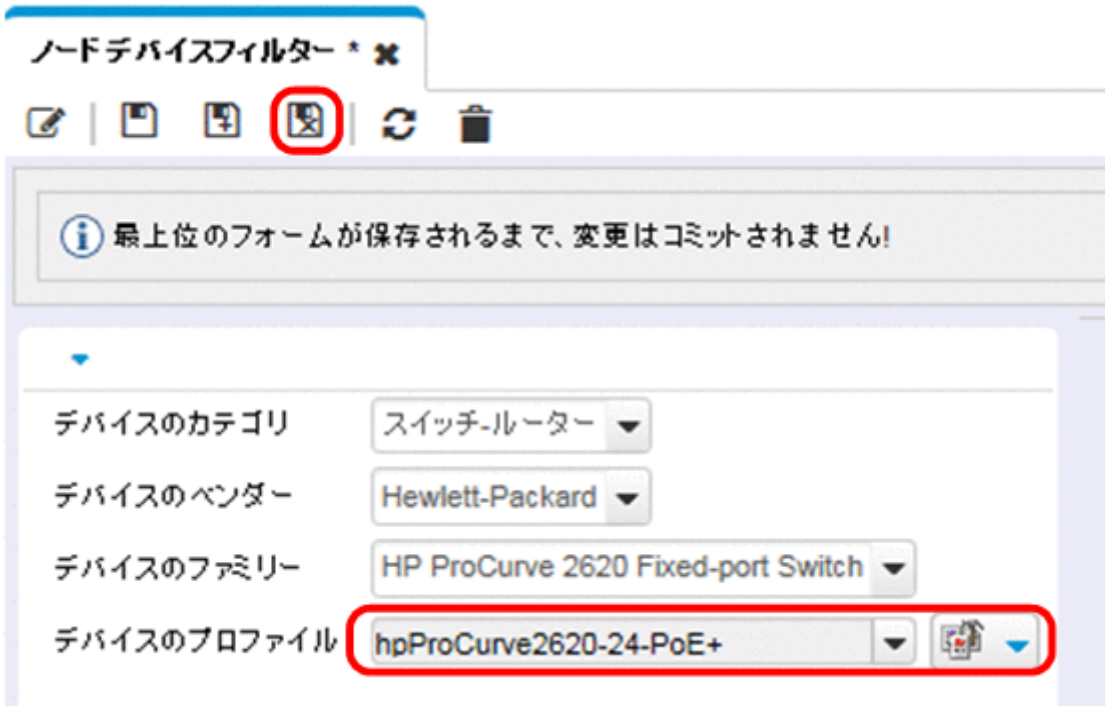 ノードデバイスフィルター *
最上位のフォームが保存されるまで、変更はコミットされません!
デバイスのカテゴリ スイッチ-ルーター
デバイスのベンダー Hewlett-Packard
デバイスのファミリー HP ProCurve 2620 Fixed-port Switch
デバイスのプロファイル hpProCurve2620-24-PoE+